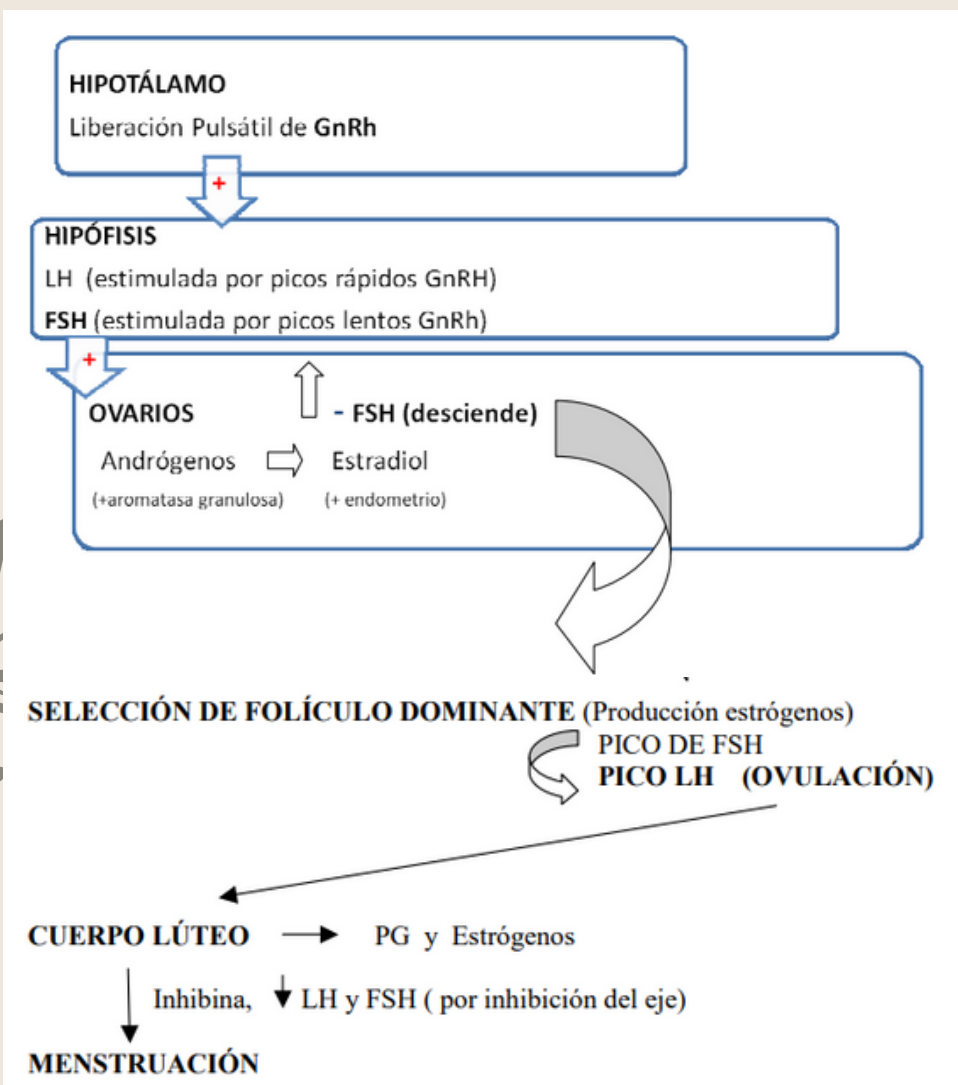 HIPOTÁLAMO
Liberación Pulsátil de GnRh
+
HIPÓFISIS
LH (estimulada por picos rápidos GnRH)
FSH (estimulada por picos lentos GnRh)
+
OVARIOS - FSH (desciende)
Andrógenos Estradiol
(+aromatasa granulosa) (+ endometrio)
SELECCIÓN DE FOLÍCULO DOMINANTE (Producción estrógenos)
PICO DE FSH
PICO LH (OVULACIÓN)
CUERPO LÚTEO PG y Estrógenos
Inhibina, LH y FSH ( por inhibición del eje)
MENSTRUACIÓN